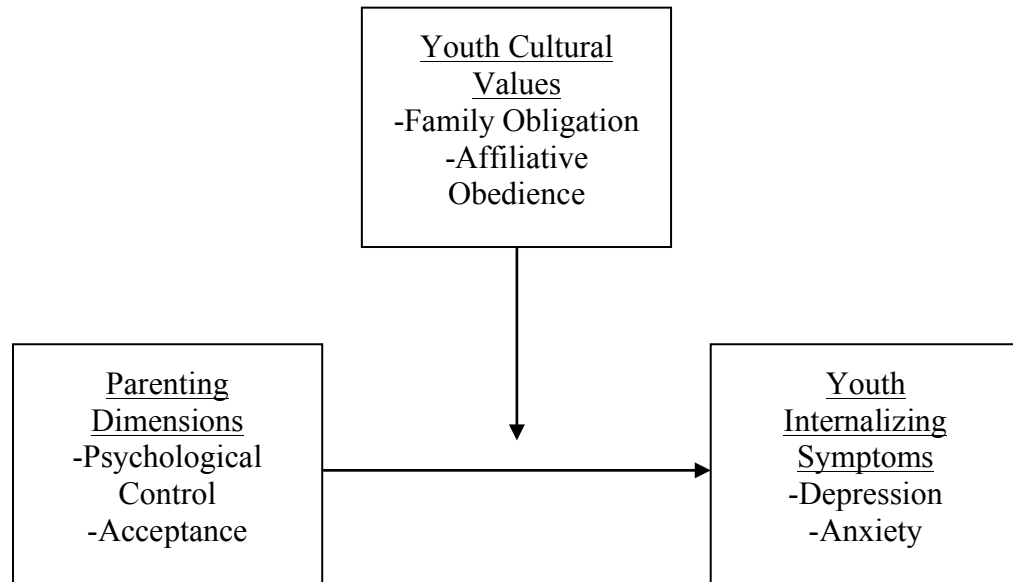 Youth Cultural
Values
-Family Obligation
-Affiliative
Obedience
Parenting
Dimensions
-Psychological
Control
-Acceptance
Youth
Internalizing
Symptoms
-Depression
-Anxiety